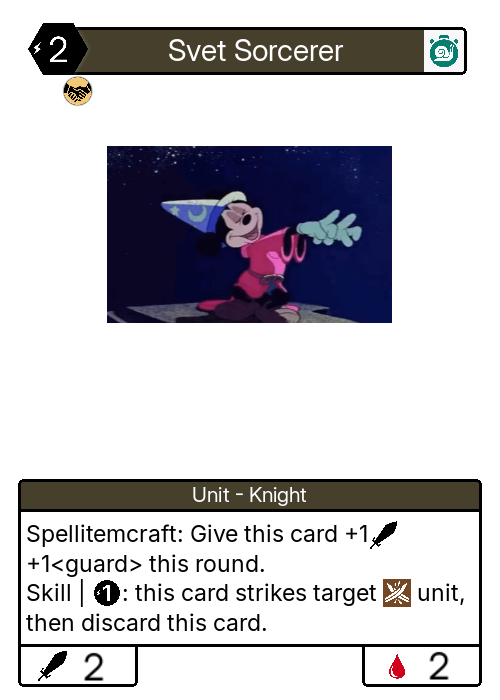 2 Svet Sorcerer
Unit - Knight
Spellitemcraft: Give this card +1
+1<guard> this round.
Skill | 1: this card strikes target unit,
then discard this card.
2 2